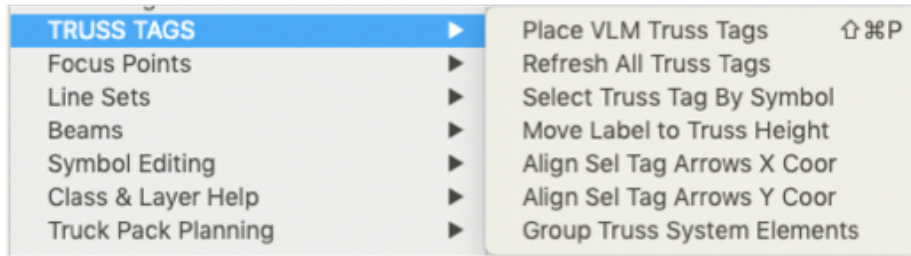 TRUSS TAGS ▶
Focus Points ▶
Line Sets ▶
Beams ▶
Symbol Editing ▶
Class & Layer Help ▶
Truck Pack Planning ▶
Place VLM Truss Tags ⇧⌘P
Refresh All Truss Tags
Select Truss Tag By Symbol
Move Label to Truss Height
Align Sel Tag Arrows X Coor
Align Sel Tag Arrows Y Coor
Group Truss System Elements